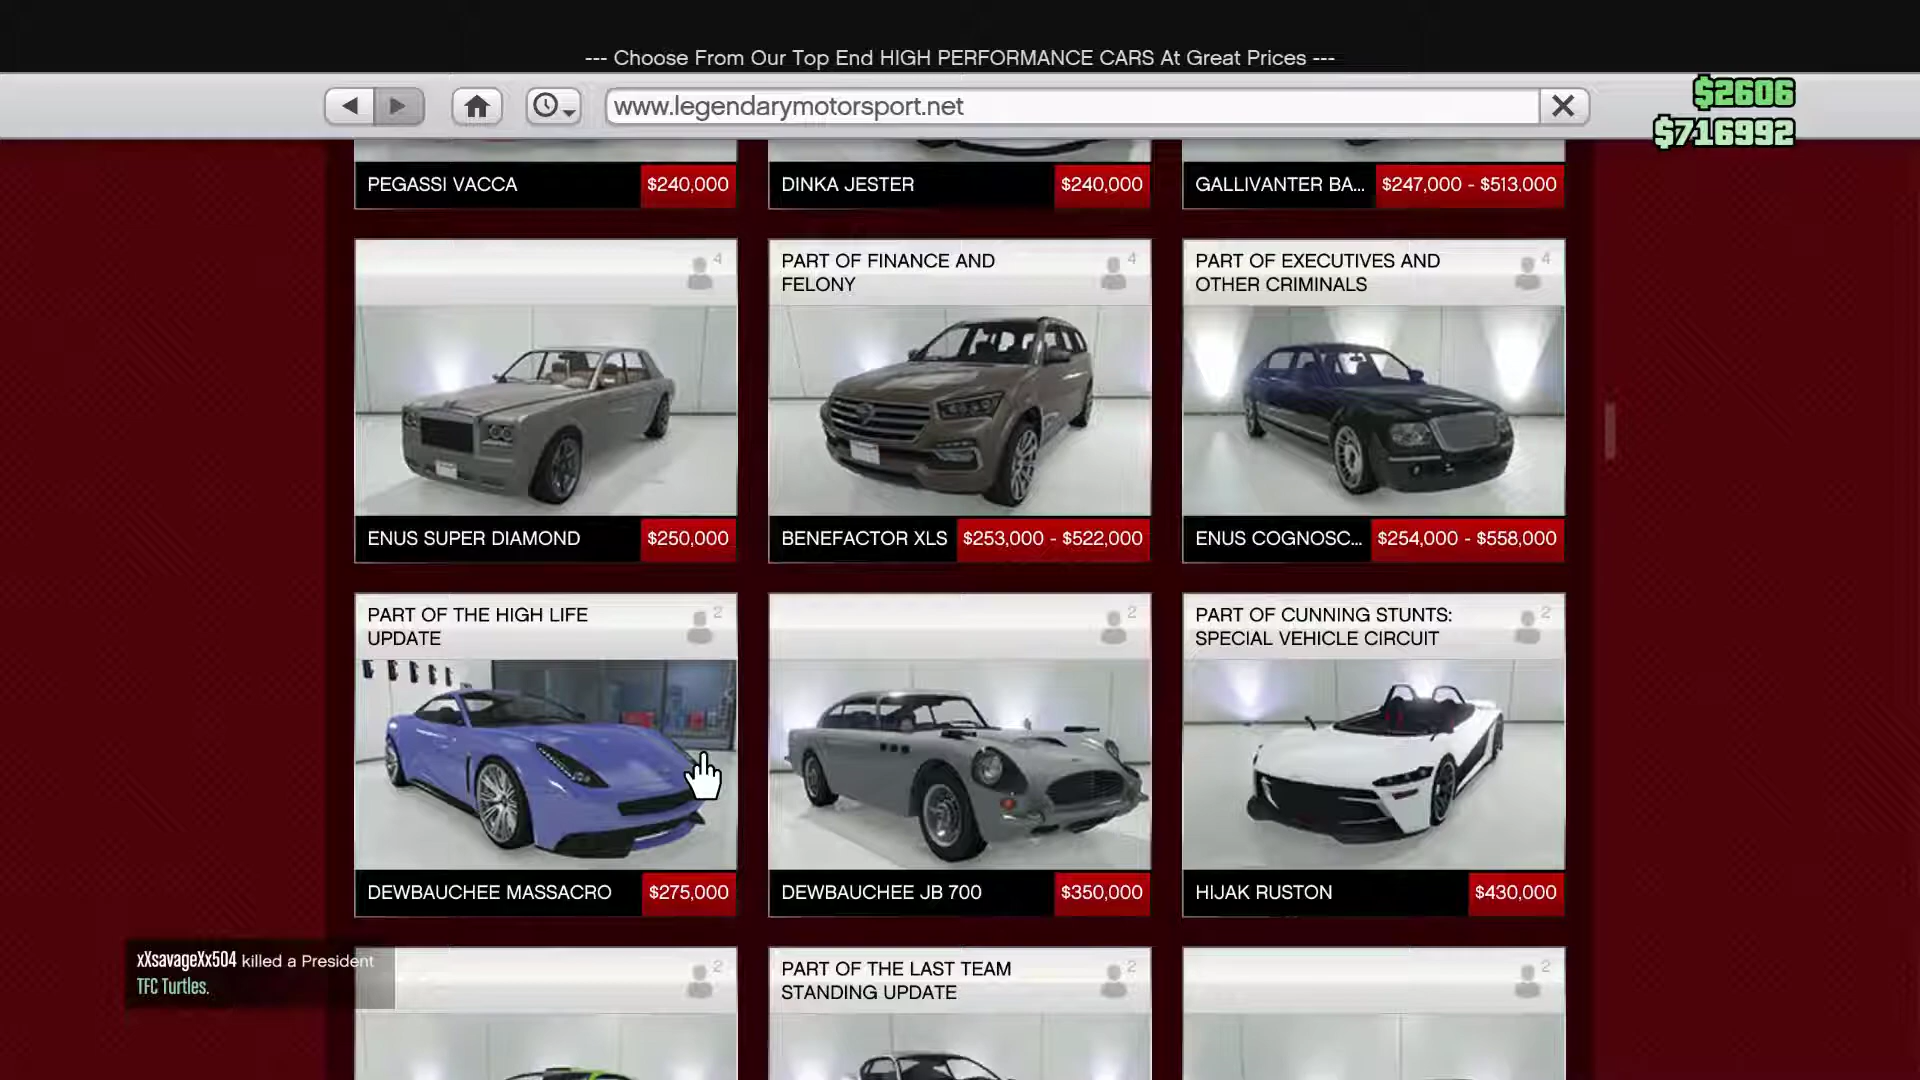 --- Choose From Our Top End HIGH PERFORMANCE CARS At Great Prices ---
www.legendarymotorsport.net
$2606
$716992
PEGASSI VACCA $240,000
DINKA JESTER $240,000
GALLIVANTER BA... $247,000 - $513,000
4
PART OF FINANCE AND
FELONY
4
PART OF EXECUTIVES AND
OTHER CRIMINALS
4
ENUS SUPER DIAMOND $250,000
BENEFACTOR XLS $253,000 - $522,000
ENUS COGNOSC... $254,000 - $558,000
PART OF THE HIGH LIFE
UPDATE
2
2
PART OF CUNNING STUNTS:
SPECIAL VEHICLE CIRCUIT
2
DEWBAUCHEE MASSACRO $275,000
DEWBAUCHEE JB 700 $350,000
HIJAK RUSTON $430,000
xXsavageXx504 killed a President
TFC Turtles.
2
PART OF THE LAST TEAM
STANDING UPDATE
2
2